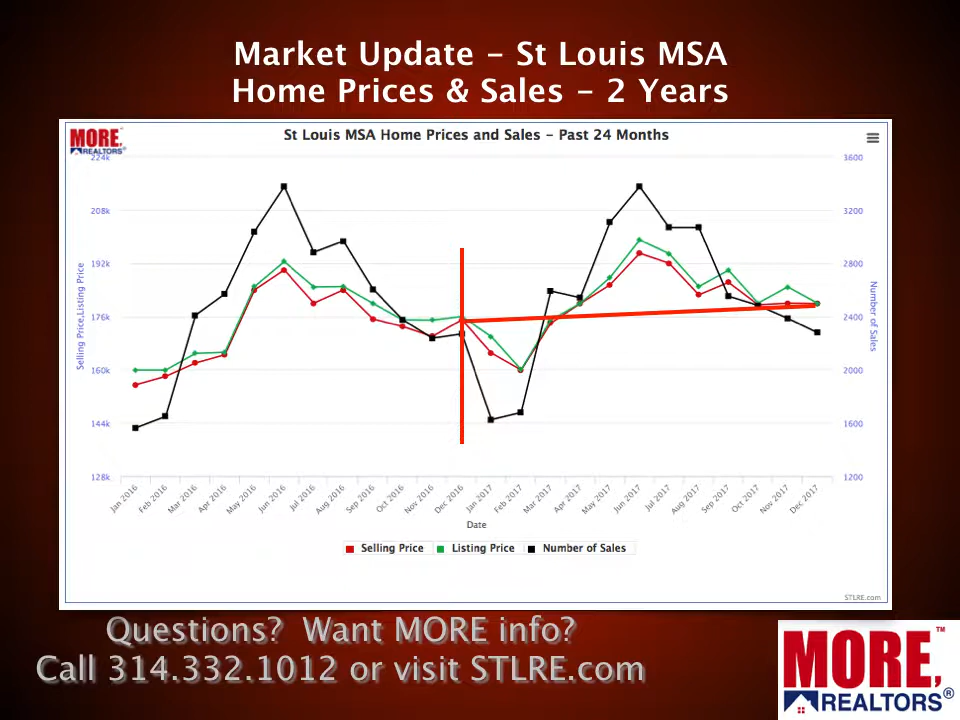 Market Update - St Louis MSA
Home Prices & Sales - 2 Years
MORE,
REALTORS
St Louis MSA Home Prices and Sales - Past 24 Months
224k
208k
192k
176k
160k
144k
128k
Selling Price,Listing Price
3600
3200
2800
2400
2000
1600
1200
Number of Sales
Jan 2016
Feb 2016
Mar 2016
Apr 2016
May 2016
Jun 2016
Jul 2016
Aug 2016
Sep 2016
Oct 2016
Nov 2016
Dec 2016
Jan 2017
Feb 2017
Mar 2017
Apr 2017
May 2017
Jun 2017
Jul 2017
Aug 2017
Sep 2017
Oct 2017
Nov 2017
Dec 2017
Date
Selling Price Listing Price Number of Sales
STLRE.com
Questions? Want MORE info?
Call 314.332.1012 or visit STLRE.com
MORE,™
REALTORS®